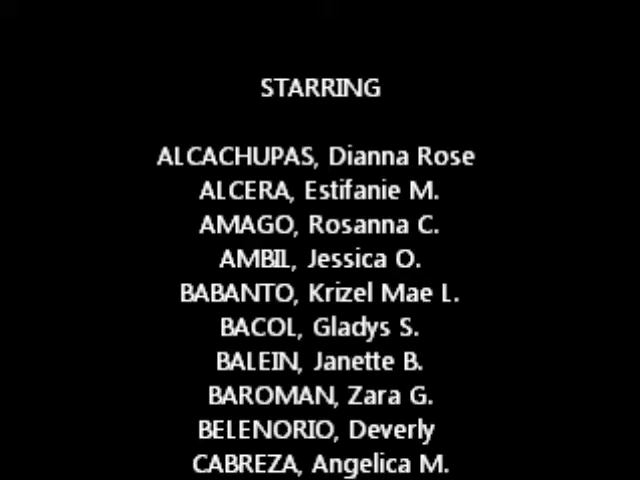 STARRING
ALCACHUPAS, Dianna Rose
ALCERA, Estifanie M.
AMAGO, Rosanna C.
AMBIL, Jessica O.
BABANTO, Krizel Mae L.
BACOL, Gladys S.
BALEIN, Janette B.
BAROMAN, Zara G.
BELENORIO, Deverly
CABREZA, Angelica M.